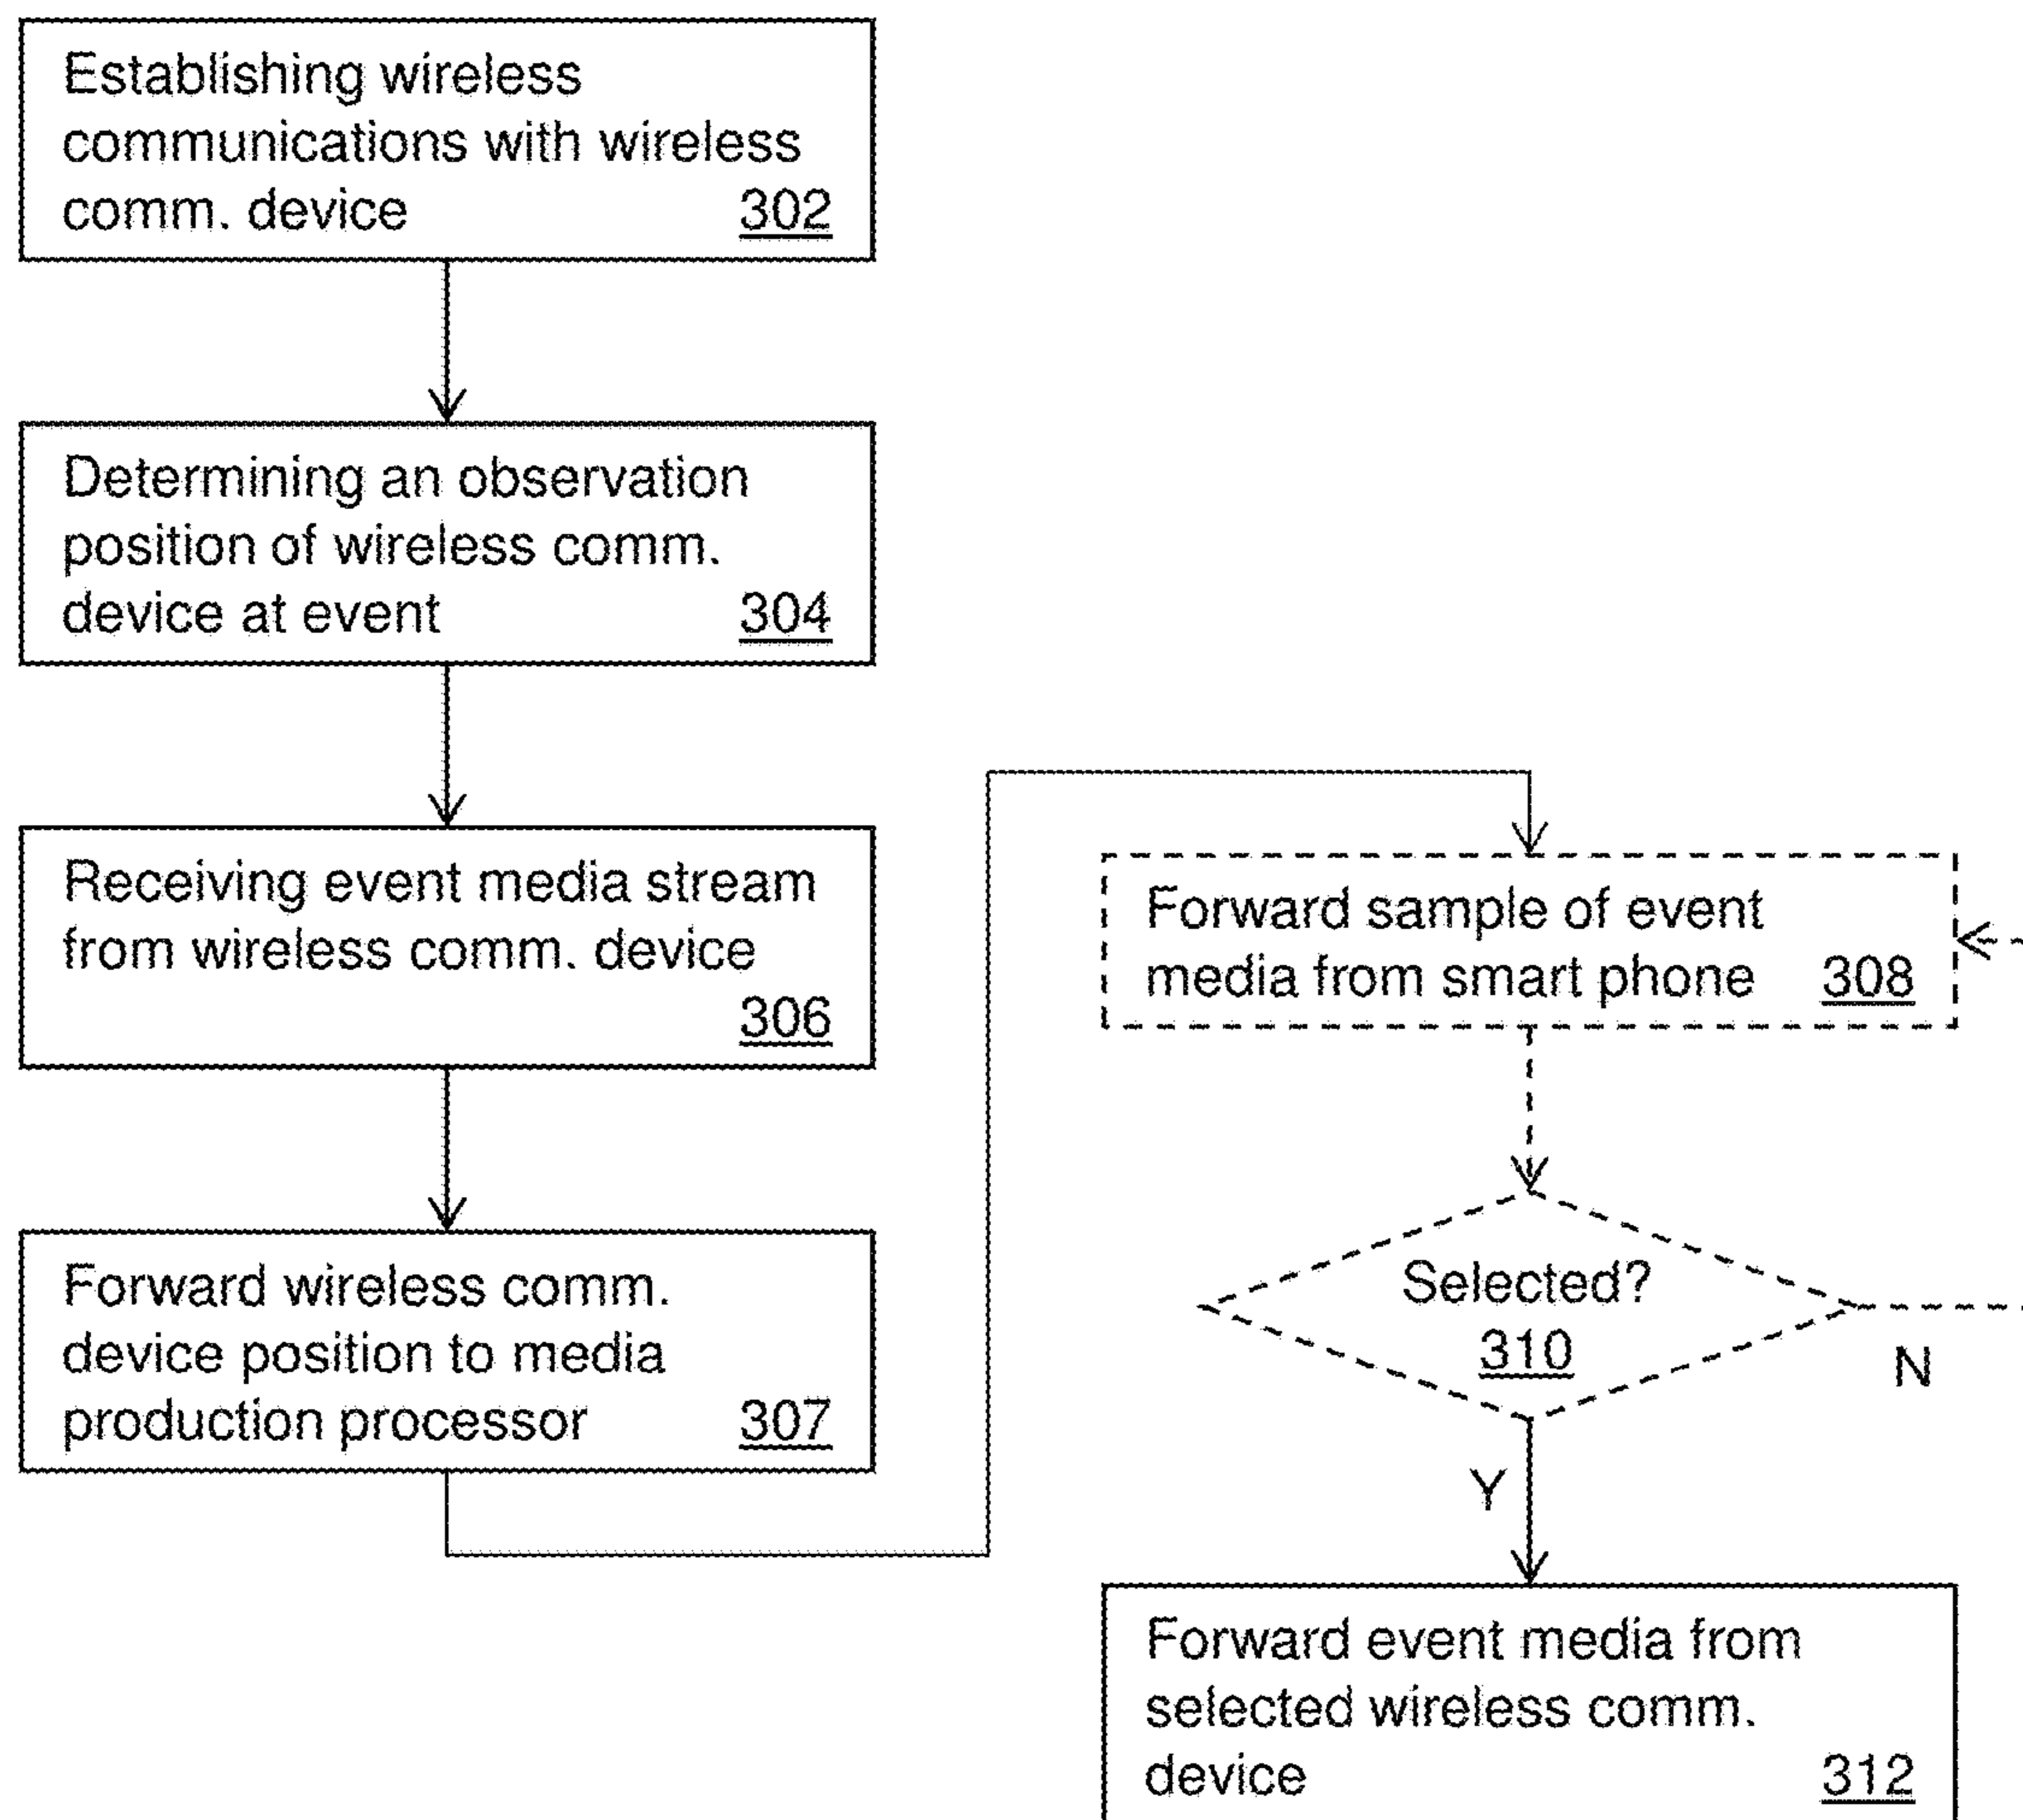 Establishing wireless
communications with wireless
comm. device 302
Determining an observation
position of wireless comm.
device at event 304
Receiving event media stream
from wireless comm. device
306
Forward wireless comm.
device position to media
production processor 307
Forward sample of event
media from smart phone 308
Selected?
310
N
Y
Forward event media from
selected wireless comm.
device 312